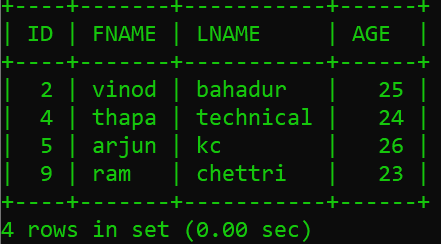 +----+-------+-----------+------+
| ID | FNAME | LNAME     | AGE  |
+----+-------+-----------+------+
|  2 | vinod | bahadur   |   25 |
|  4 | thapa | technical |   24 |
|  5 | arjun | kc        |   26 |
|  9 | ram   | chettri   |   23 |
+----+-------+-----------+------+
4 rows in set (0.00 sec)